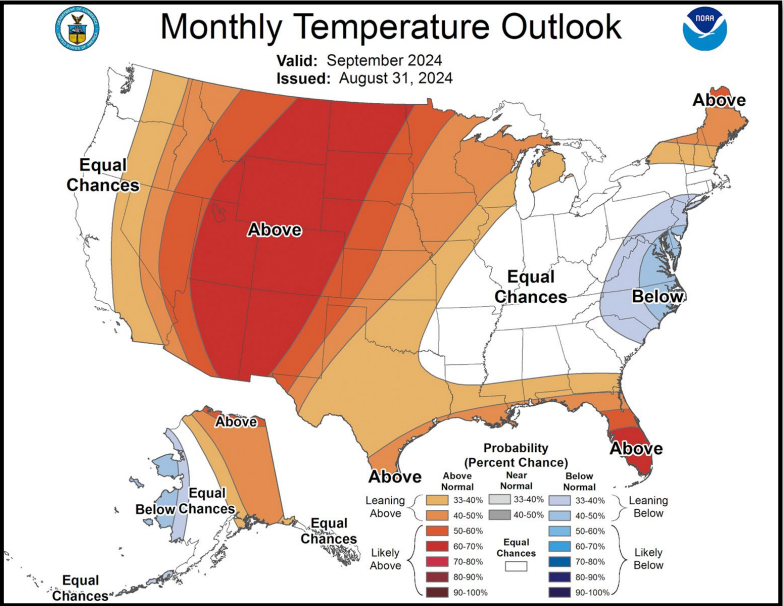 Monthly Temperature Outlook
NOAA
Valid: September 2024
Issued: August 31, 2024
Above
Equal
Chances
Above
Equal
Chances
Below
Above
Above
Equal
Chances
Below
Equal
Chances
Equal
Chances
Above
Above
Probability
(Percent Chance)
Above
Normal
Near
Normal
Below
Normal
Leaning
Above
33-40%
33-40%
33-40%
Leaning
Below
40-50%
40-50%
40-50%
50-60%
50-60%
Likely
Above
60-70%
Equal
Chances
60-70%
Likely
Below
70-80%
70-80%
80-90%
80-90%
90-100%
90-100%